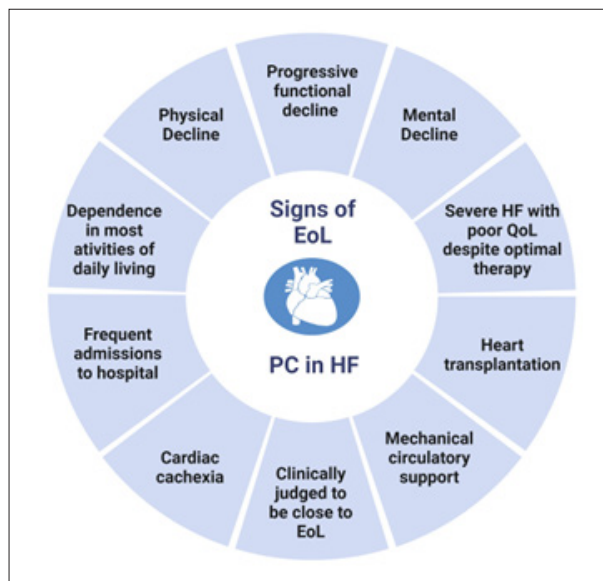 Progressive
functional
decline
Mental
Decline
Severe HF with
poor QoL
despite optimal
therapy
Heart
transplantation
Mechanical
circulatory
support
Clinically
judged to
be close to
EoL
Cardiac
cachexia
Frequent
admissions
to hospital
Dependence
in most
ativities of
daily living
Physical
Decline
Signs of
EoL
PC in HF